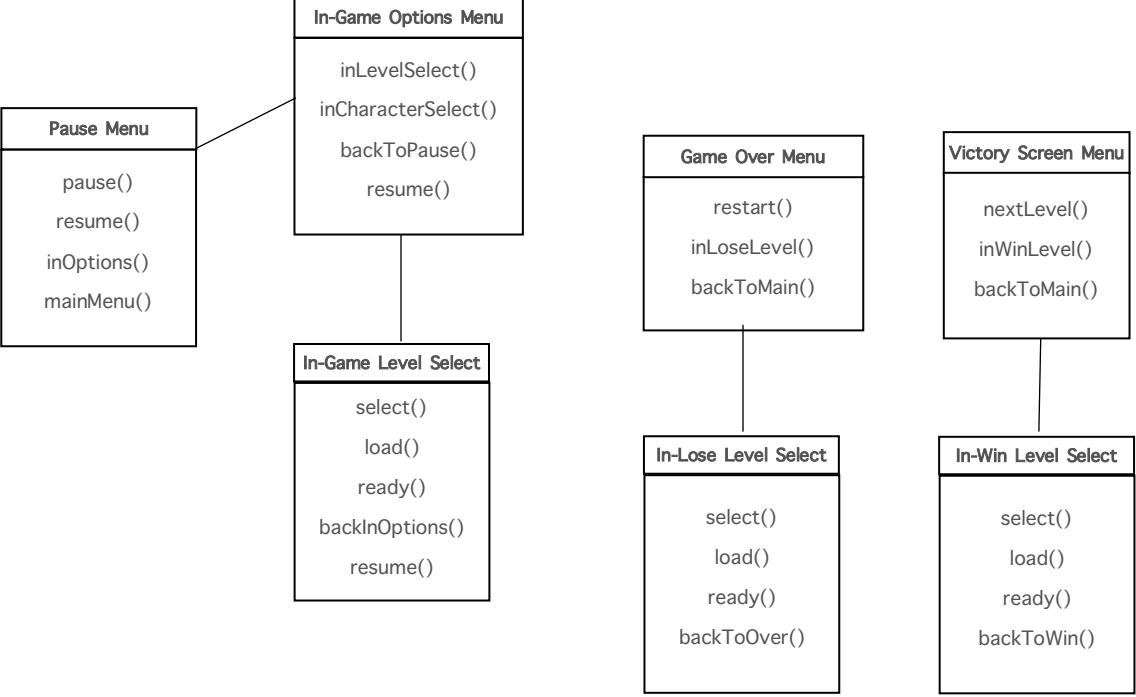 In-Game Options Menu
inLevelSelect()
inCharacterSelect()
backToPause()
resume()
Pause Menu
pause()
resume()
inOptions()
mainMenu()
In-Game Level Select
select()
load()
ready()
backInOptions()
resume()
Game Over Menu
restart()
inLoseLevel()
backToMain()
Victory Screen Menu
nextLevel()
inWinLevel()
backToMain()
In-Lose Level Select
select()
load()
ready()
backToOver()
In-Win Level Select
select()
load()
ready()
backToWin()